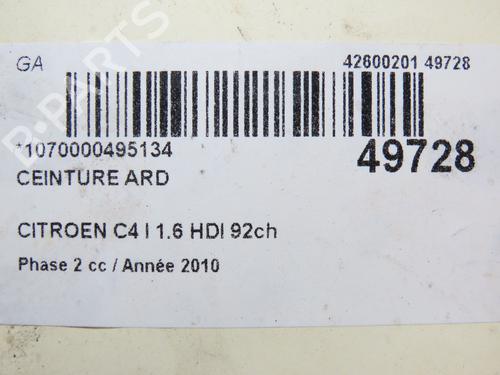 GA
42600201 49728
*1070000495134
49728
CEINTURE ARD
CITROEN C4 I 1.6 HDI 92ch
Phase 2 cc / Année 2010
B-PARTS